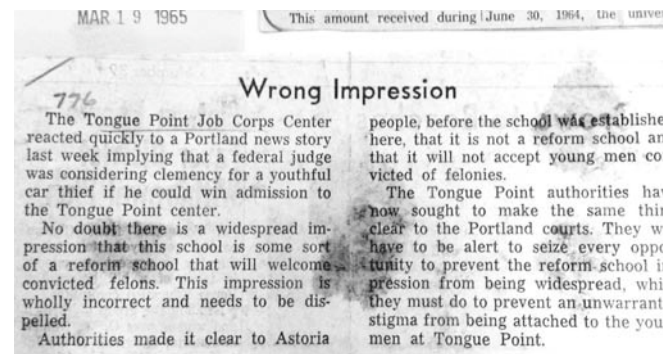 MAR 19 1965
This amount received during June 30, 1964, the unive
776
Wrong Impression
The Tongue Point Job Corps Center
reacted quickly to a Portland news story
last week implying that a federal judge
was considering clemency for a youthful
car thief if he could win admission to
the Tongue Point center.
No doubt there is a widespread im-
pression that this school is some sort
of a reform school that will welcome
convicted felons. This impression is
wholly incorrect and needs to be dis-
pelled.
Authorities made it clear to Astoria
people, before the school was establishe
here, that it is not a reform school an
that it will not accept young men co
victed of felonies.
The Tongue Point authorities hav
now sought to make the same thin
clear to the Portland courts. They w
have to be alert to seize every oppo
tunity to prevent the reform school i
pression from being widespread, whi
they must do to prevent an unwarrant
stigma from being attached to the you
men at Tongue Point.